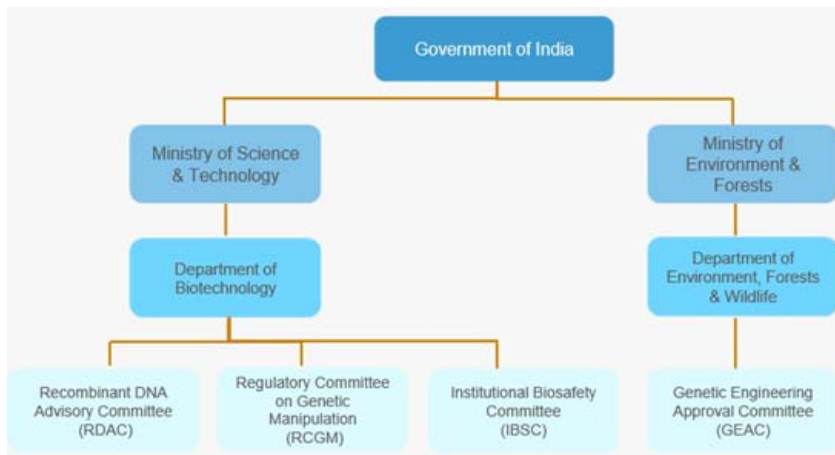 Government of India
Ministry of Science
& Technology
Ministry of
Environment &
Forests
Department of
Biotechnology
Department of
Environment, Forests
& Wildlife
Recombinant DNA
Advisory Committee
(RDAC)
Regulatory Committee
on Genetic
Manipulation
(RCGM)
Institutional Biosafety
Committee
(IBSC)
Genetic Engineering
Approval Committee
(GEAC)